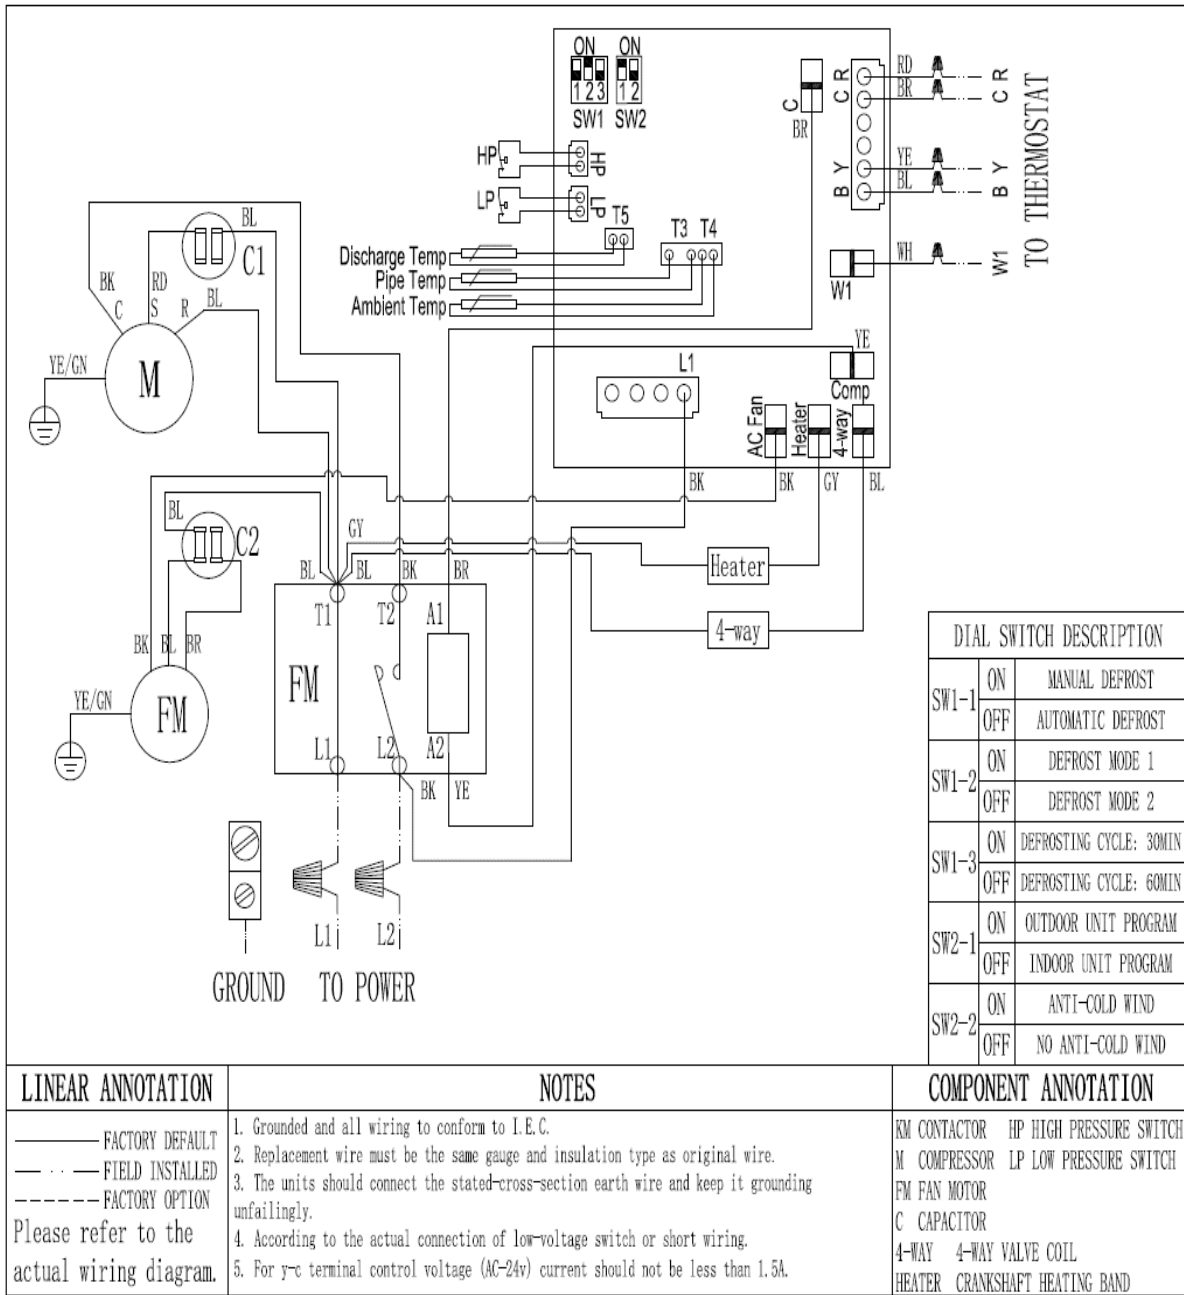 ON
ON
1 2 3
1 2
SW1
SW2
C
BR
C R
B Y
RD
BR
YE
BL
C R
B Y
TO THERMOSTAT
HP
HP
LP
LP
T5
T3 T4
Discharge Temp
Pipe Temp
Ambient Temp
W1
WH
W1
YE
Comp
L1
AC Fan
Heater
4-way
BK
BK
GY
BL
BL
C1
BK
RD
BL
C
S
R
YE/GN
M
BL
C2
GY
BL
BL
BK
BR
Heater
4-way
T1
T2
A1
FM
L1
L2
A2
BK
YE
BK
BL
BR
YE/GN
FM
L1
L2
GROUND
TO POWER
DIAL SWITCH DESCRIPTION
SW1-1
ON MANUAL DEFROST
OFF AUTOMATIC DEFROST
SW1-2
ON DEFROST MODE 1
OFF DEFROST MODE 2
SW1-3
ON DEFROSTING CYCLE: 30MIN
OFF DEFROSTING CYCLE: 60MIN
SW2-1
ON OUTDOOR UNIT PROGRAM
OFF INDOOR UNIT PROGRAM
SW2-2
ON ANTI-COLD WIND
OFF NO ANTI-COLD WIND
LINEAR ANNOTATION
FACTORY DEFAULT
FIELD INSTALLED
FACTORY OPTION
Please refer to the
actual wiring diagram.
NOTES
1. Grounded and all wiring to conform to I.E.C.
2. Replacement wire must be the same gauge and insulation type as original wire.
3. The units should connect the stated-cross-section earth wire and keep it grounding
unfailingly.
4. According to the actual connection of low-voltage switch or short wiring.
5. For y-c terminal control voltage (AC-24v) current should not be less than 1.5A.
COMPONENT ANNOTATION
KM CONTACTOR HP HIGH PRESSURE SWITCH
M COMPRESSOR LP LOW PRESSURE SWITCH
FM FAN MOTOR
C CAPACITOR
4-WAY 4-WAY VALVE COIL
HEATER CRANKSHAFT HEATING BAND